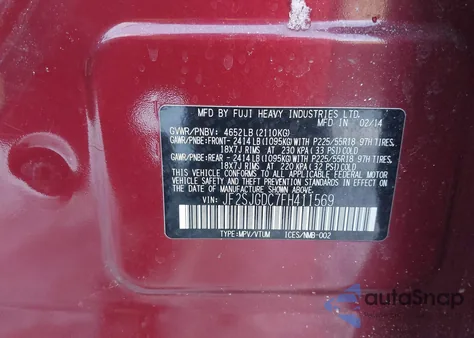 MFD BY FUJI HEAVY INDUSTRIES LTD.
MFD IN 02/14
GVWR/PNBV: 4652LB (2110KG)
GAWR/PNBE:FRONT- 2414LB (1095KG) WITH P225/55R18 97H TIRES,
18X7J RIMS AT 230 KPA (33 PSI) COLD
GAWR/PNBE:REAR - 2414LB (1095KG) WITH P225/55R18 97H TIRES,
18X7J RIMS AT 220 KPA (32 PSI) COLD
THIS VEHICLE CONFORMS TO ALL APPLICABLE FEDERAL MOTOR
VEHICLE SAFETY AND THEFT PREVENTION STANDARDS IN EFFECT
ON THE DATE OF MANUFACTURE SHOWN ABOVE.
VIN: JF2SJGDC7FH411569
TYPE:MPV/VTUM ICES/NMB-002
autoSnap